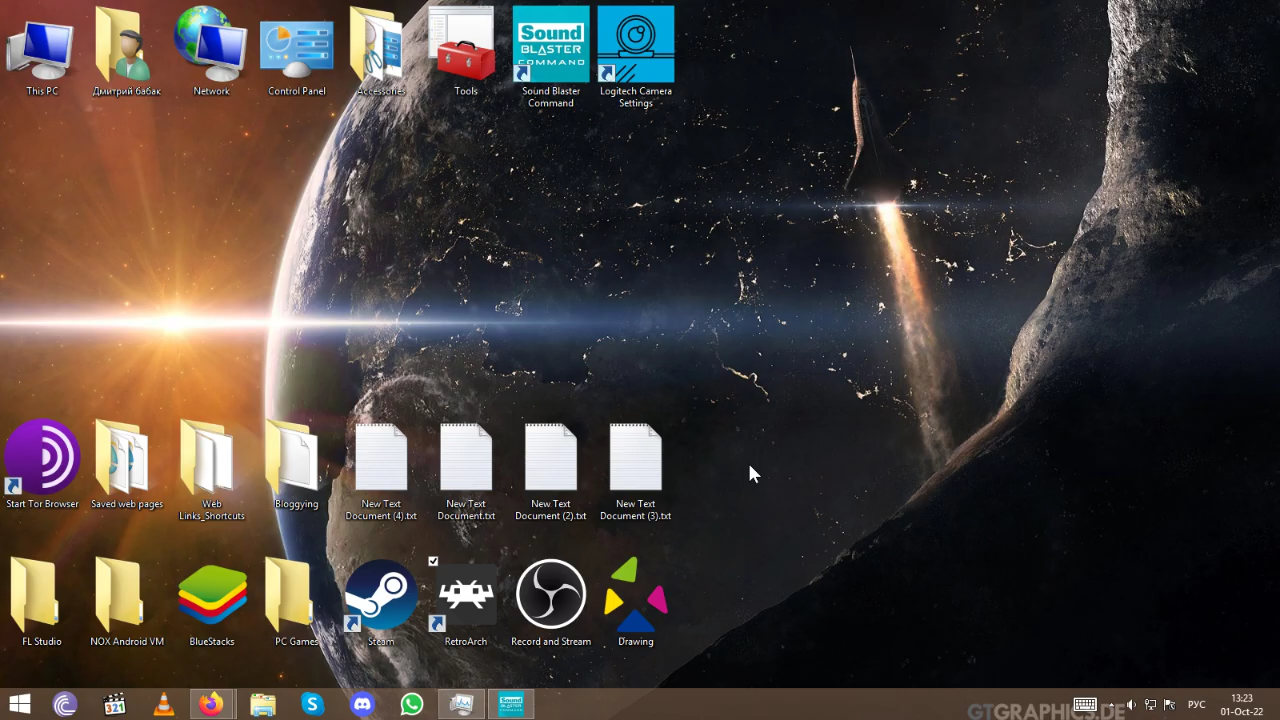 Sound
BLASTER
COMMAND
This PC
Дмитрий бабак
Network
Control Panel
Accessories
Tools
Sound Blaster
Command
Logitech Camera
Settings
Start Tor Browser
Saved web pages
Web
Links_Shortcuts
Bloggying
New Text
Document (4).txt
New Text
Document.txt
New Text
Document (2).txt
New Text
Document (3).txt
FL Studio
NOX Android VM
BlueStacks
PC Games
Steam
RetroArch
Record and Stream
Drawing
321
Sound
BLASTER
РУС
13:23
-Oct-22
GTGRAPHICS.DE